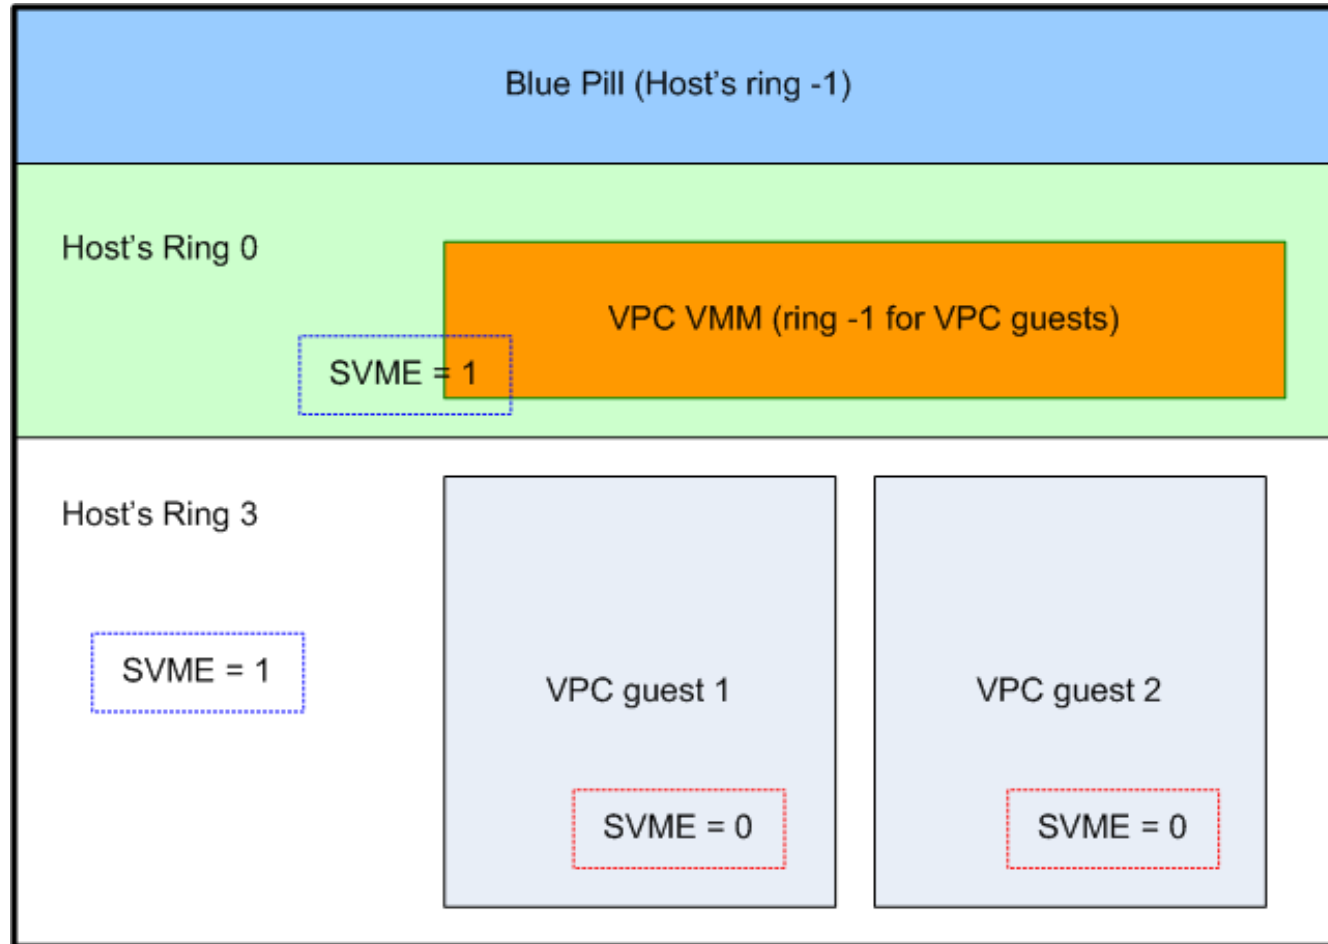 Blue Pill (Host's ring -1)
Host's Ring 0
VPC VMM (ring -1 for VPC guests)
SVME = 1
Host's Ring 3
SVME = 1
VPC guest 1
VPC guest 2
SVME = 0
SVME = 0